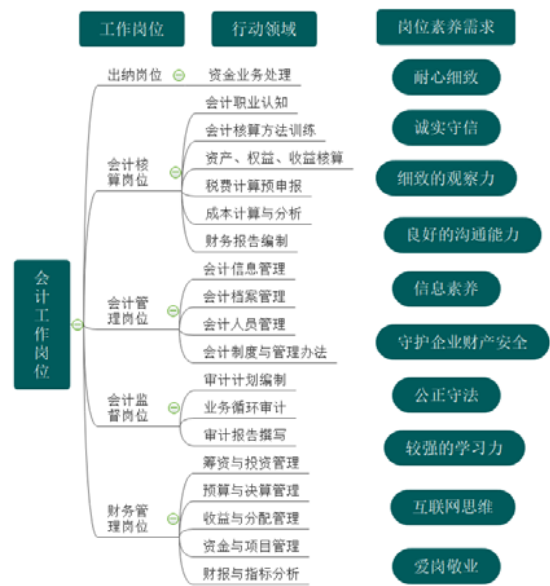 工作岗位
行动领域
岗位素养需求
会计工作岗位
出纳岗位
资金业务处理
会计核
算岗位
会计职业认知
会计核算方法训练
资产、权益、收益核算
税费计算预申报
成本计算与分析
财务报告编制
会计管
理岗位
会计信息管理
会计档案管理
会计人员管理
会计制度与管理办法
会计监
督岗位
审计计划编制
业务循环审计
审计报告撰写
财务管
理岗位
筹资与投资管理
预算与决算管理
收益与分配管理
资金与项目管理
财报与指标分析
耐心细致
诚实守信
细致的观察力
良好的沟通能力
信息素养
守护企业财产安全
公正守法
较强的学习力
互联网思维
爱岗敬业